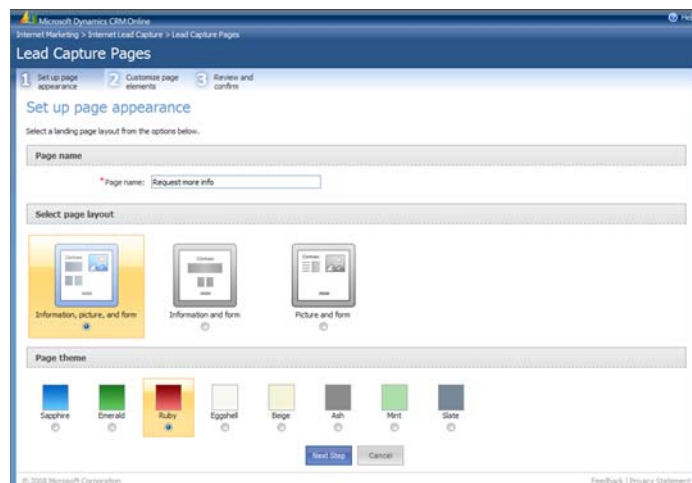 Microsoft Dynamics CRM Online
Internet Marketing > Internet Lead Capture > Lead Capture Pages
Lead Capture Pages
1 Set up page appearance 2 Customize page elements 3 Review and confirm
Set up page appearance
Select a landing page layout from the options below.
Page name
*Page name: Request more info
Select page layout
Contoso Contoso Contoso
Information, picture, and form Information and form Picture and form
Page theme
Sapphire Emerald Ruby Eggshell Beige Ash Mint Slate
Next Step Cancel
© 2008 Microsoft Corporation Feedback | Privacy Statement